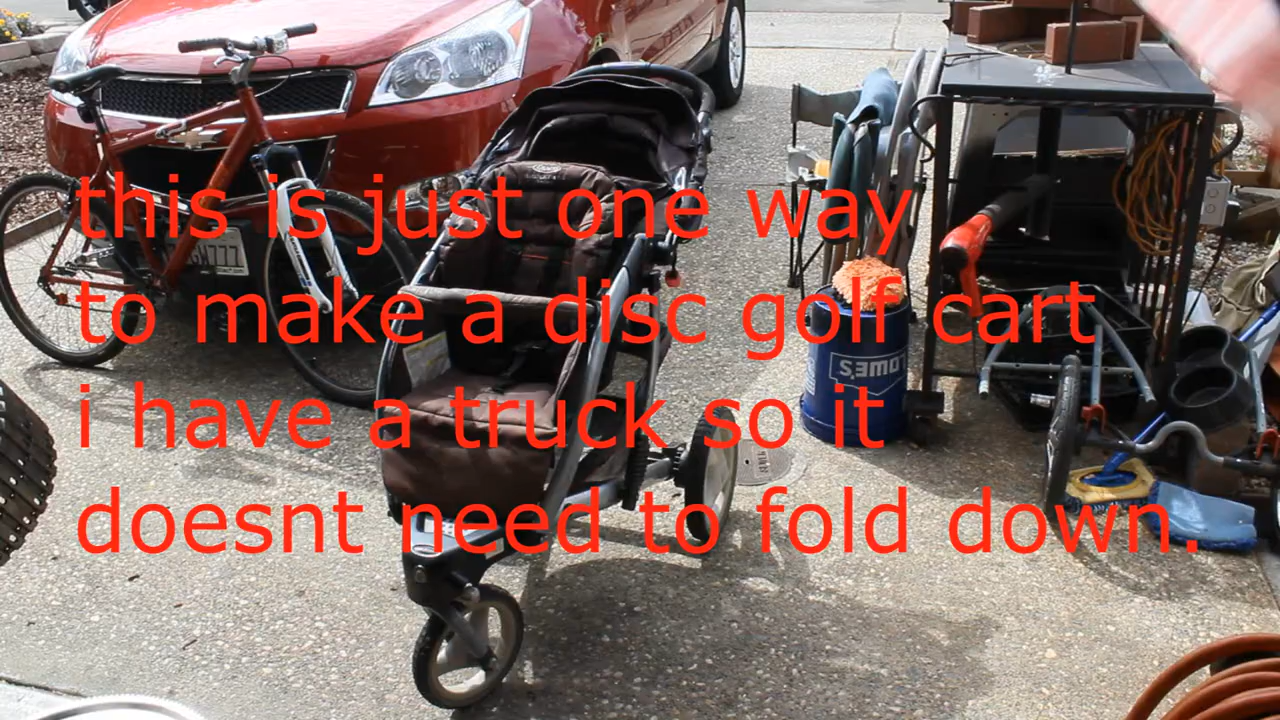 this is just one way
to make a disc golf cart
i have a truck so it
doesnt need to fold down.
LOWE'S